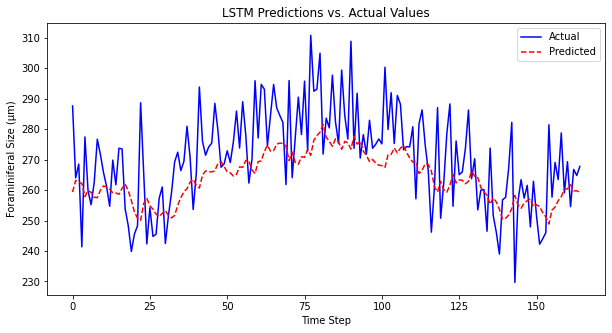 LSTM Predictions vs. Actual Values
Actual
Predicted
Foraminiferal Size (μm)
310
300
290
280
270
260
250
240
230
0 25 50 75 100 125 150
Time Step